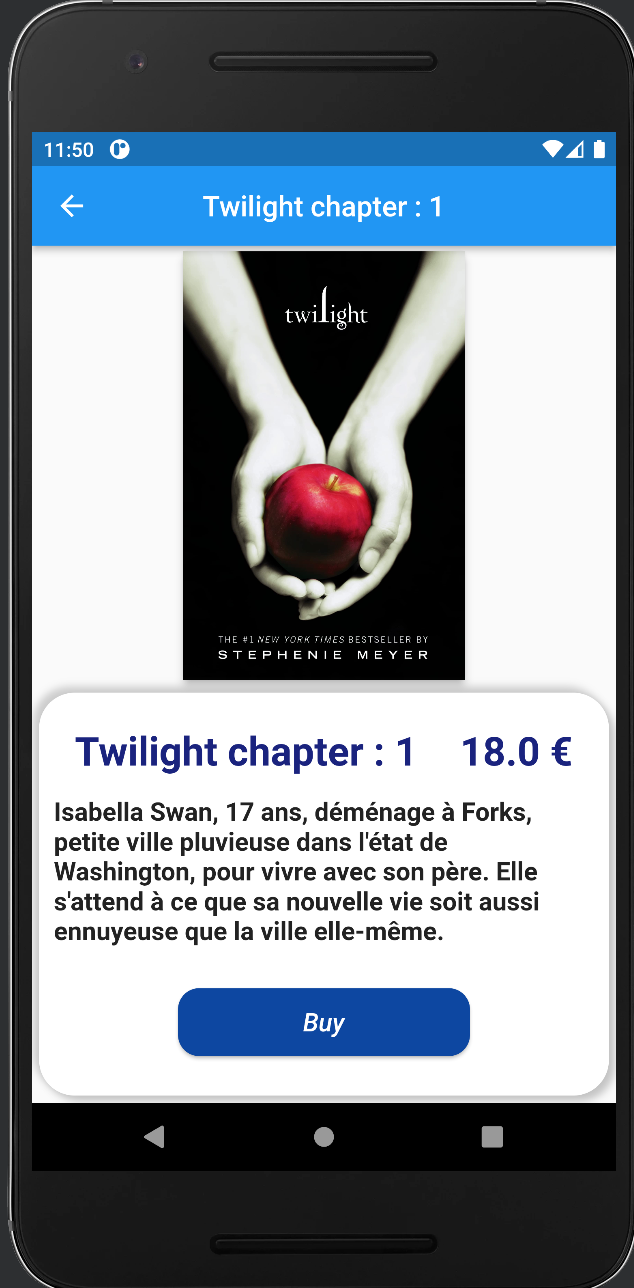 11:50
Twilight chapter : 1
twilight
THE #1 NEW YORK TIMES BESTSELLER BY
STEPHENIE MEYER
Twilight chapter : 1 18.0 €
Isabella Swan, 17 ans, déménage à Forks,
petite ville pluvieuse dans l'état de
Washington, pour vivre avec son père. Elle
s'attend à ce que sa nouvelle vie soit aussi
ennuyeuse que la ville elle-même.
Buy